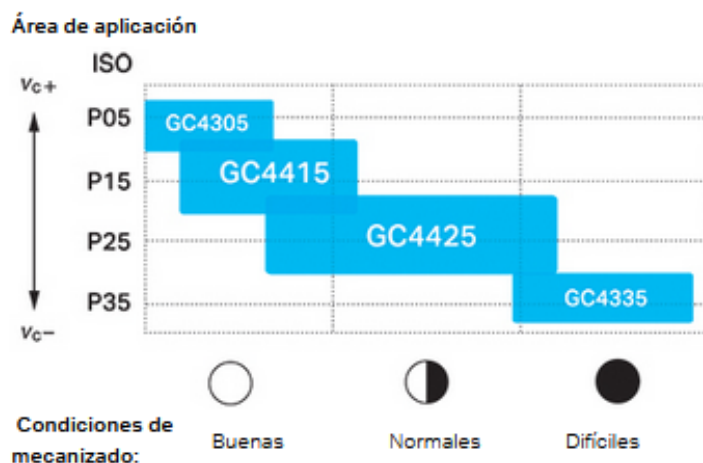 Área de aplicación
ISO
vc+
P05
GC4305
P15
GC4415
P25
GC4425
P35
GC4335
vc−
Condiciones de
mecanizado:
Buenas
Normales
Difíciles